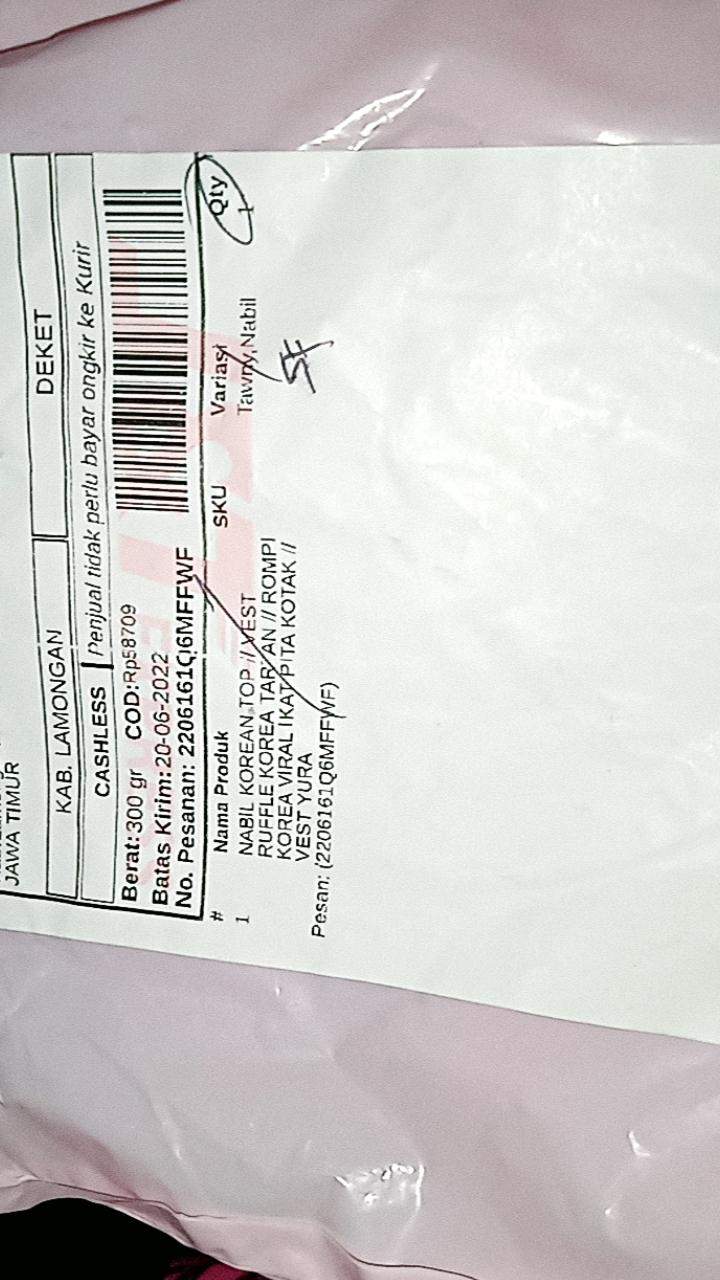 JAWA TIMUR
KAB. LAMONGAN DEKET
CASHLESS Penjual tidak perlu bayar ongkir ke Kurir
Berat: 300 gr COD: Rp58709
Batas Kirim: 20-06-2022
No. Pesanan: 2206161Q6MFFWF
# Nama Produk SKU Variasi Qty
1 NABIL KOREAN TOP // VEST Tawny,Nabil 1
RUFFLE KOREA TARTAN // ROMPI
KOREA VIRAL IKAT PITA KOTAK //
VEST YURA
Pesan: (2206161Q6MFFWF)